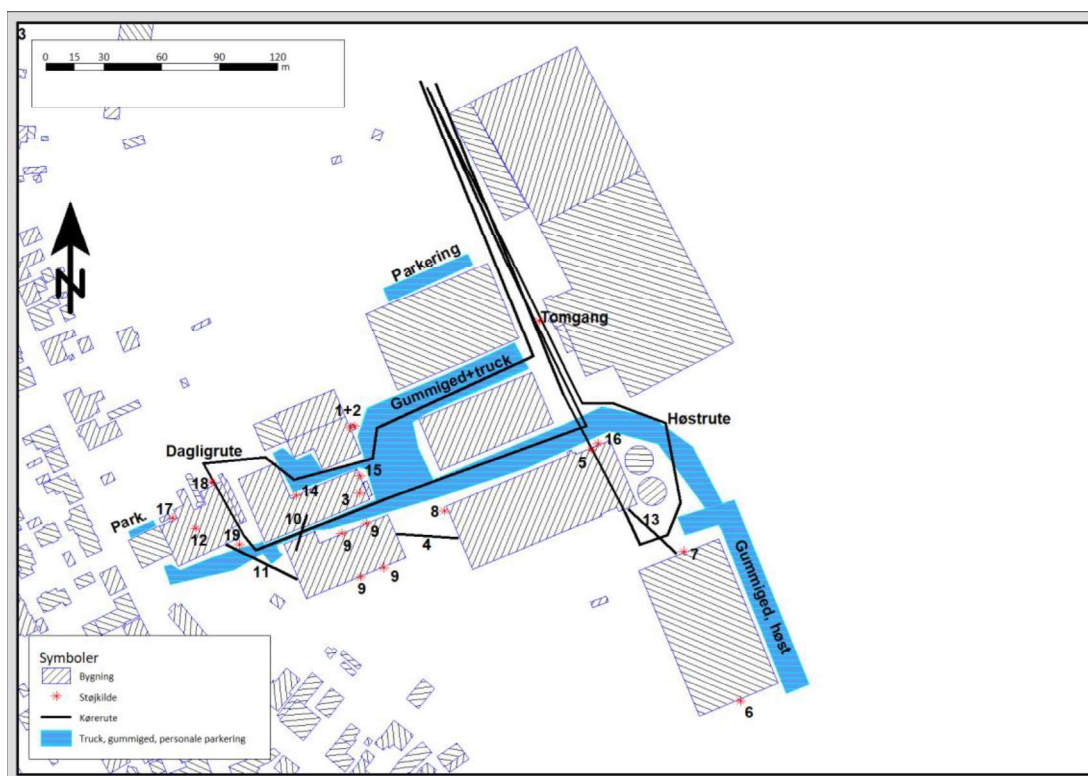 3
0 15 30 60 90 120
m
N
Parkering
Tomgang
Gummiged+truck
1+2
Høstrute
Dagligrute
16
5
15
18
14
3
17
Park.
10
8
9
13
12
19
9
4
7
11
9
9
Gummiged, høst
6
Symboler
Bygning
Støjkilde
Kørerute
Truck, gummiged, personale parkering